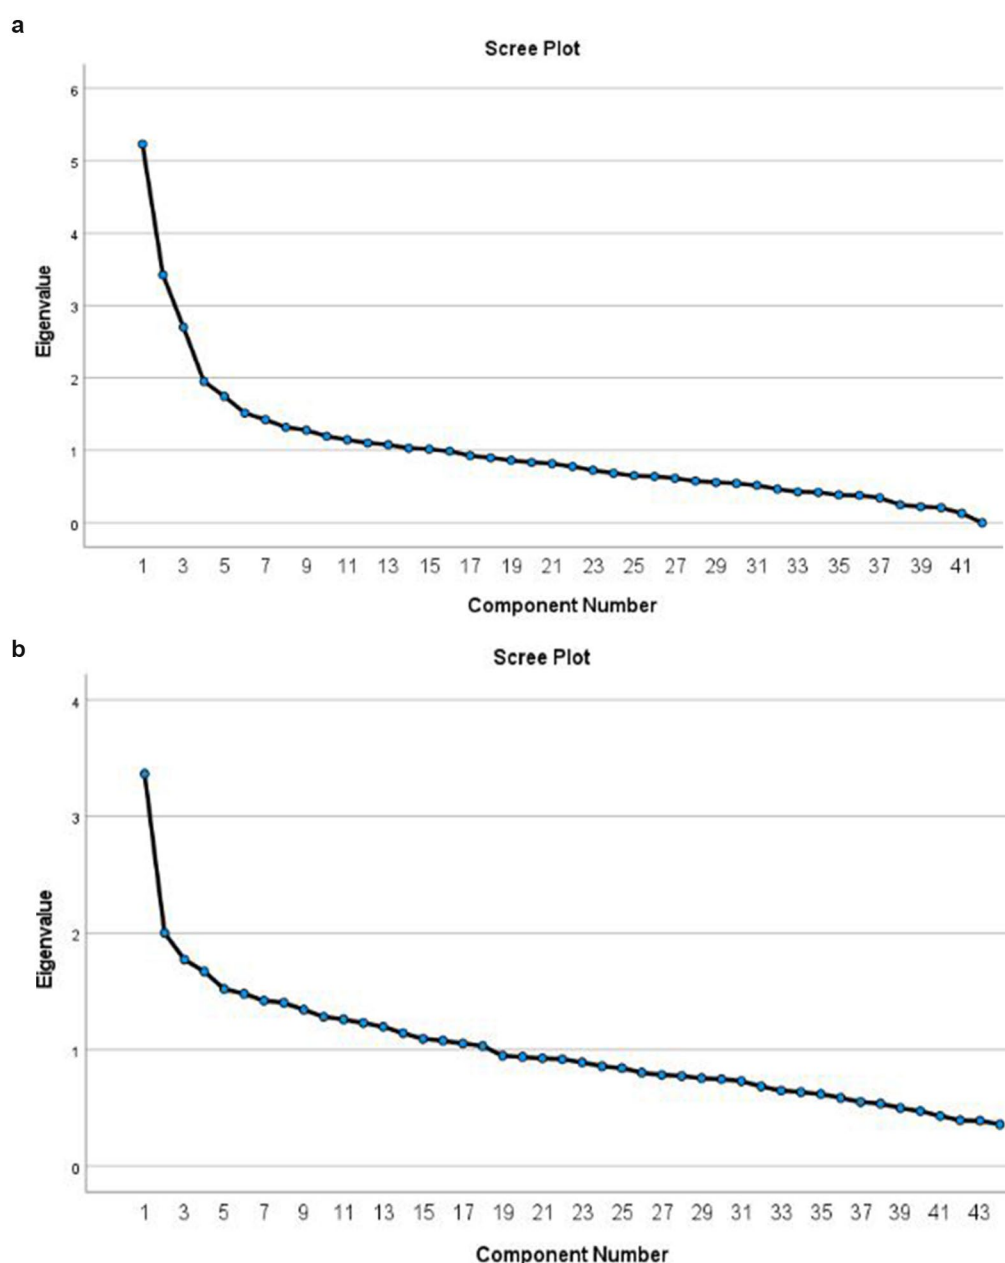 a
Scree Plot
6
5
4
3
2
1
0
Eigenvalue
1 3 5 7 9 11 13 15 17 19 21 23 25 27 29 31 33 35 37 39 41
Component Number
b
Scree Plot
4
3
2
1
0
Eigenvalue
1 3 5 7 9 11 13 15 17 19 21 23 25 27 29 31 33 35 37 39 41 43
Component Number